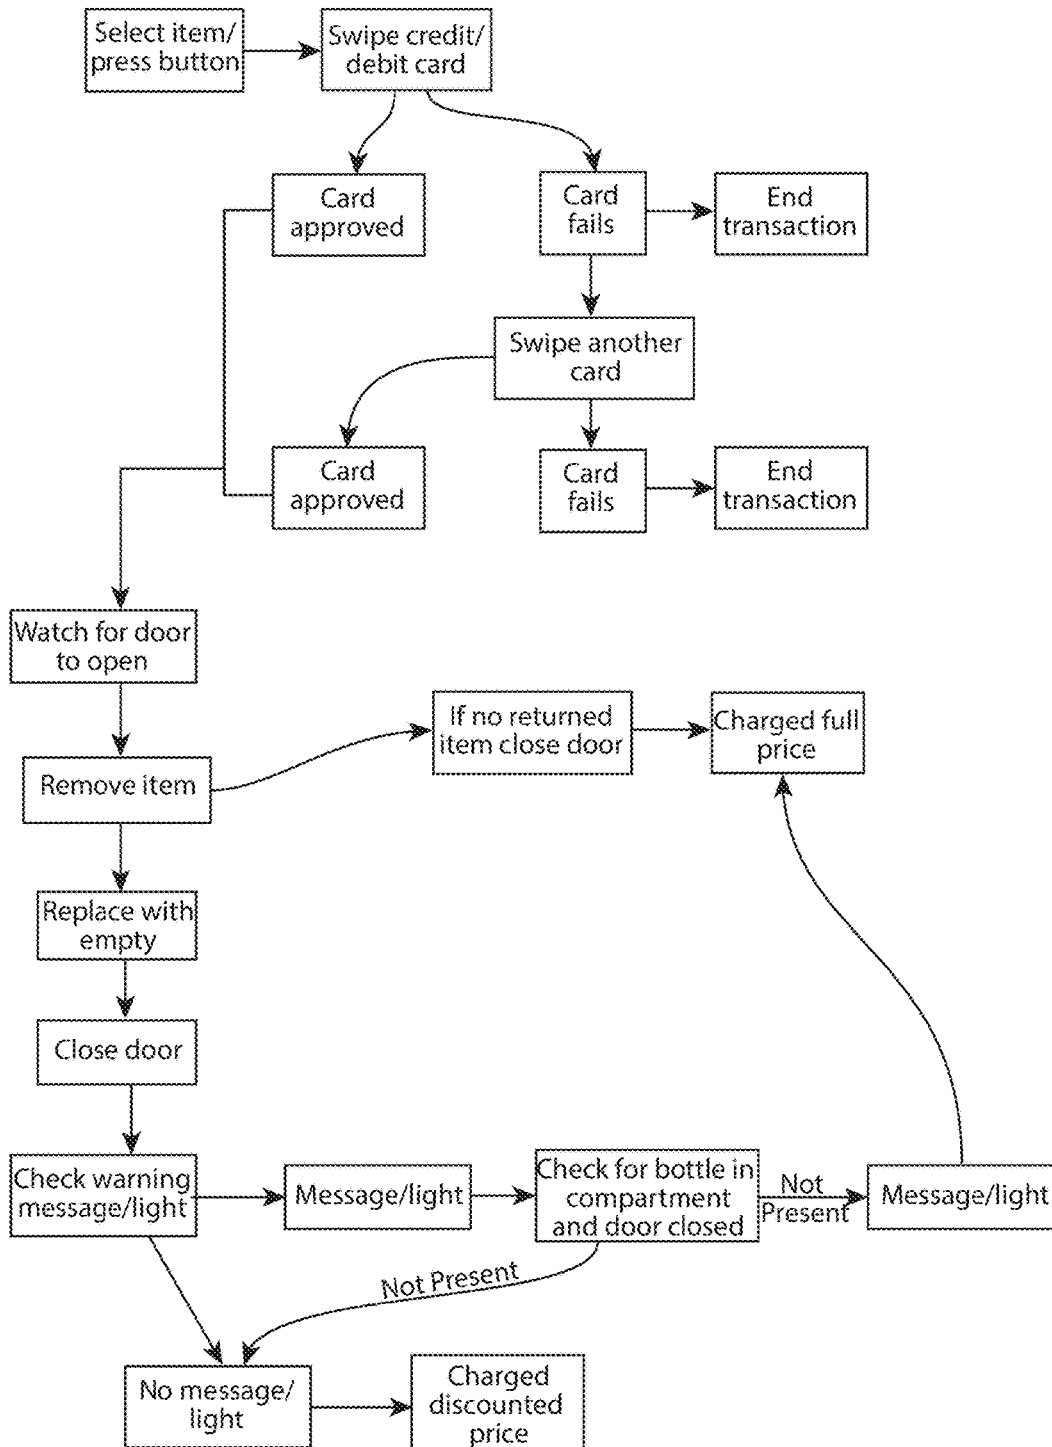 Select item/
press button
Swipe credit/
debit card
Card
approved
Card
fails
End
transaction
Swipe another
card
Card
approved
Card
fails
End
transaction
Watch for door
to open
If no returned
item close door
Charged full
price
Remove item
Replace with
empty
Close door
Check warning
message/light
Message/light
Check for bottle in
compartment
and door closed
Not
Present
Message/light
Not Present
No message/
light
Charged
discounted
price